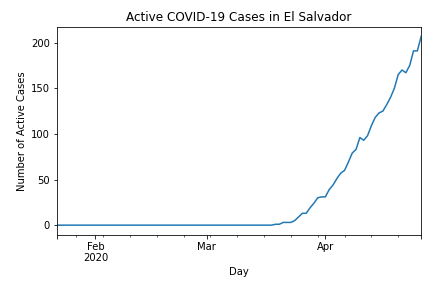 Active COVID-19 Cases in El Salvador
Number of Active Cases
200
150
100
50
0
Feb
2020
Mar
Apr
Day